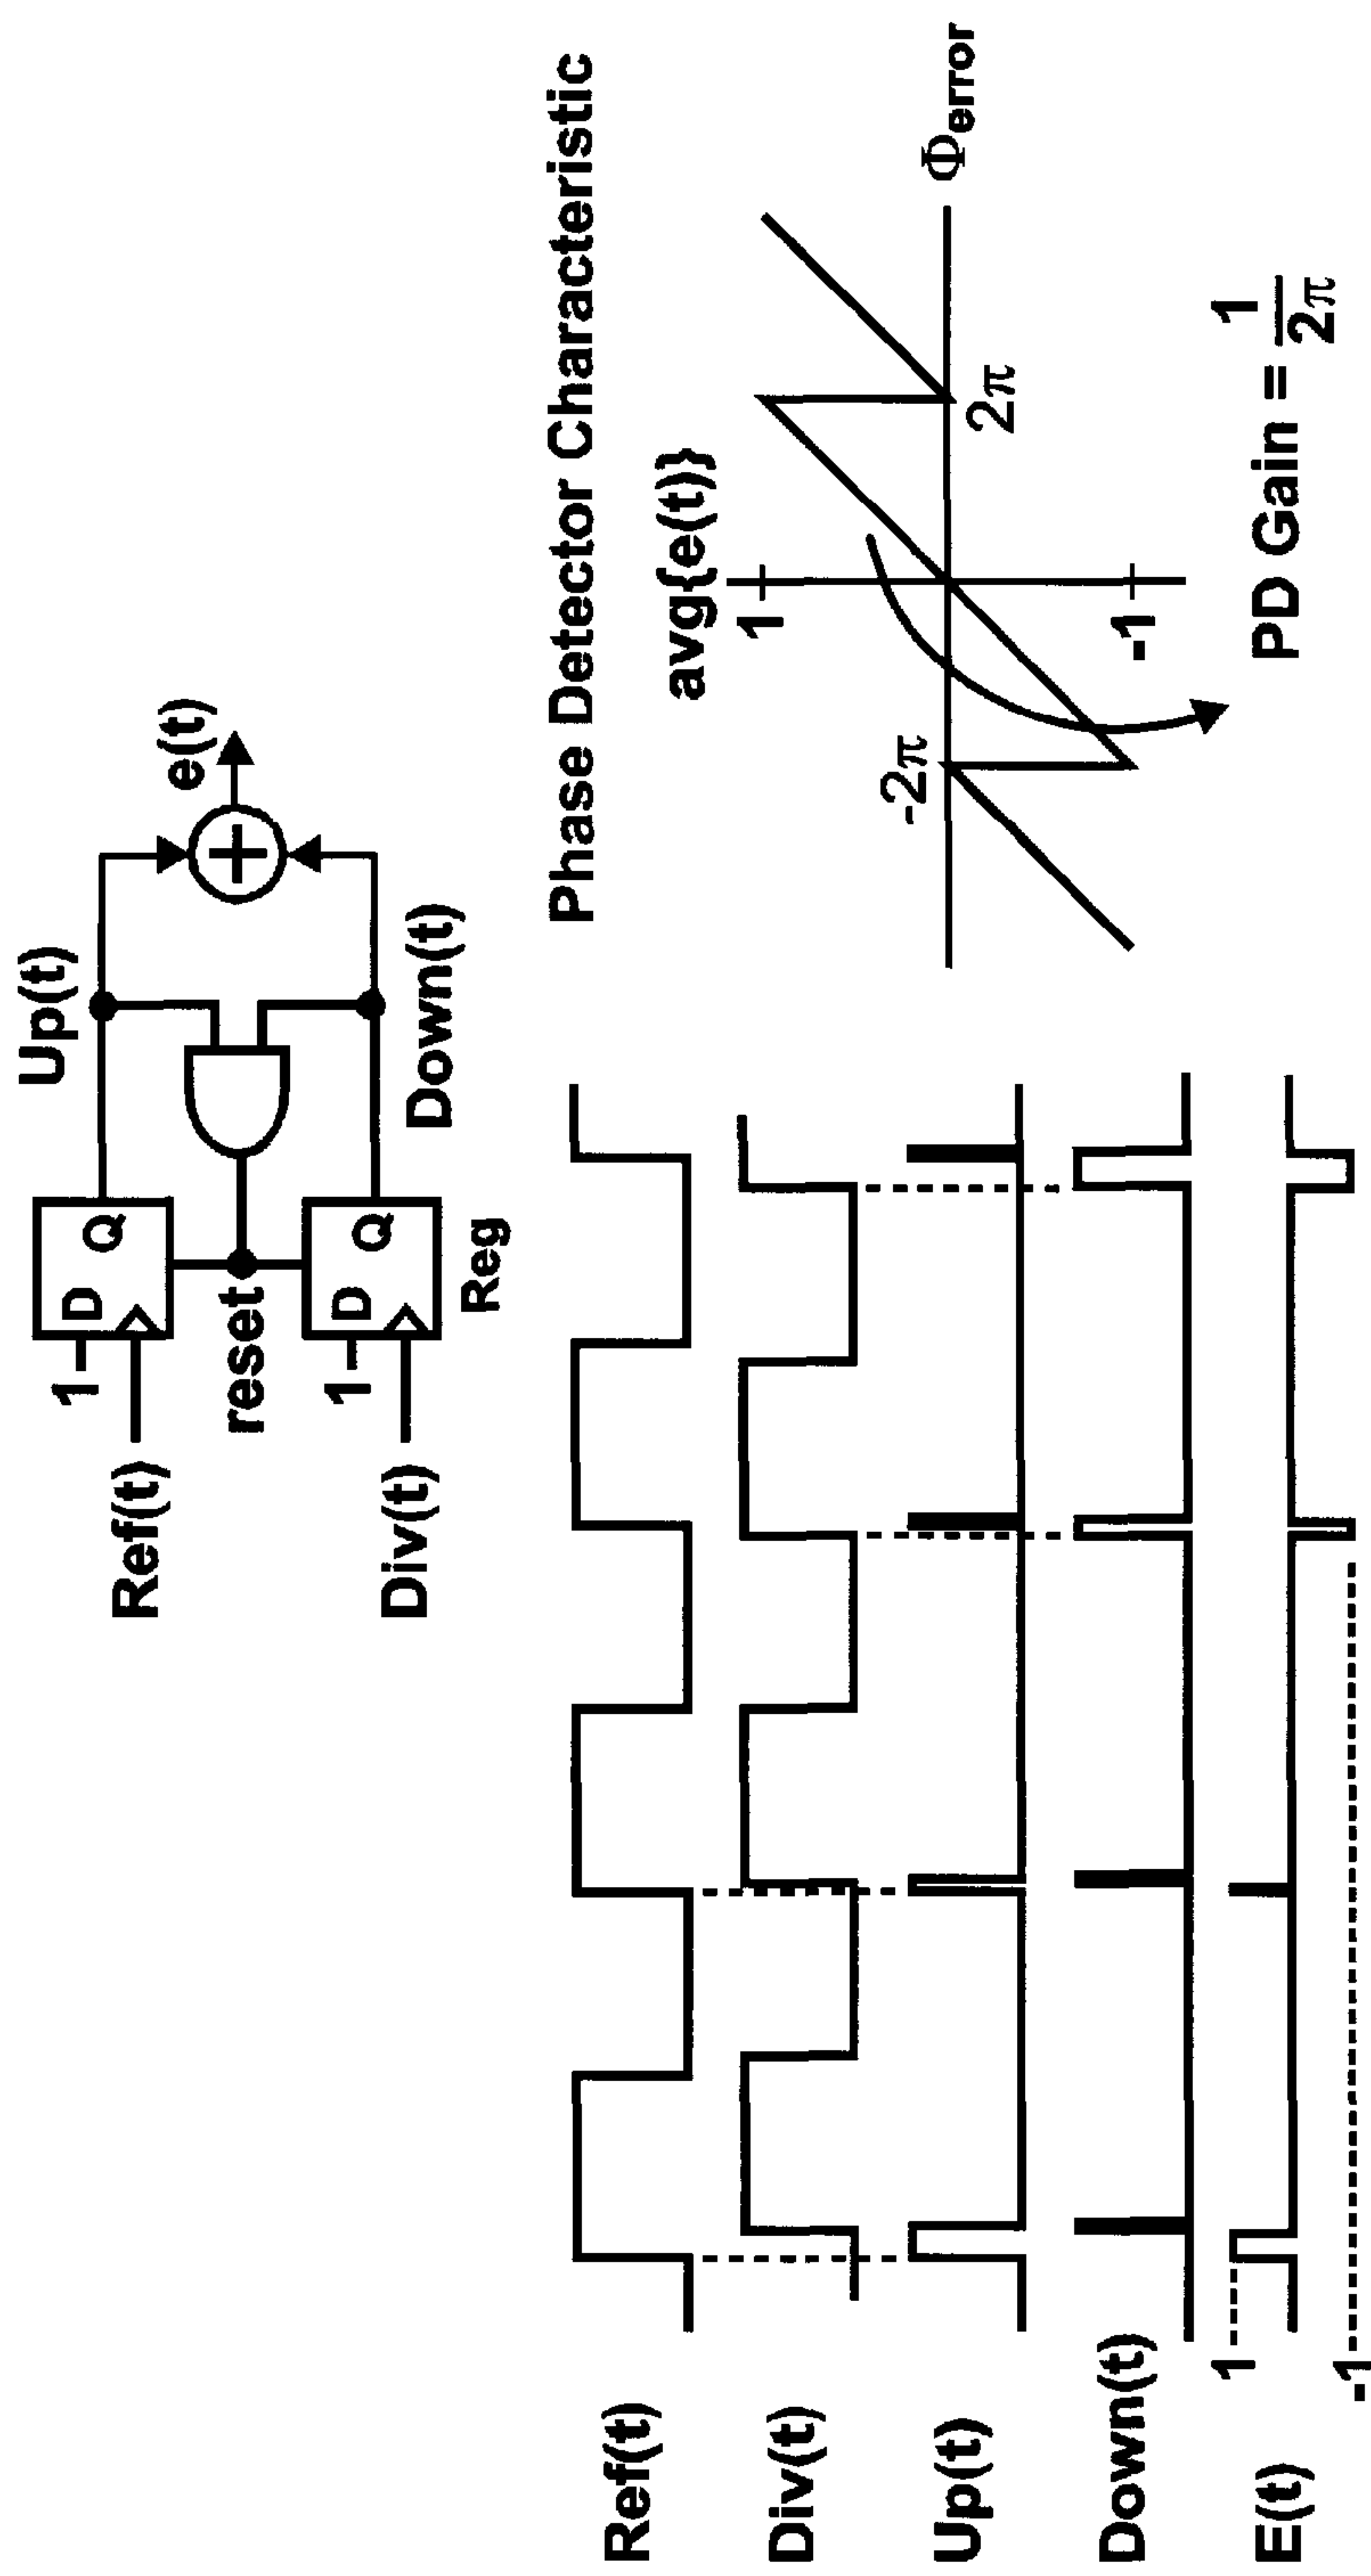 Up(t)
e(t)
1
D
Q
Ref(t)
reset
+
1
D
Q
Div(t)
Down(t)
Reg
Phase Detector Characteristic
avg{e(t)}
1
-2π
2π
Φerror
-1
PD Gain = 1/2π
Ref(t)
Div(t)
Up(t)
Down(t)
1
E(t)
-1